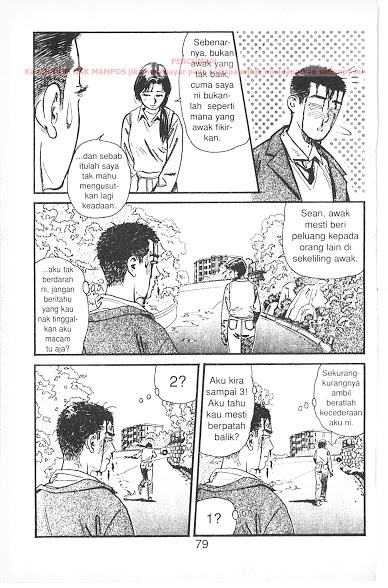 PERCUMA!
Sebenar-
nya, bukan
awak yang
tak baik,
cuma saya
ni bukan-
lah seperti
mana yang
awak fikir-
kan.
...dan sebab
itulah saya
tak mahu
mengusut-
kan lagi
keadaan.
Sean, awak
mesti beri
peluang kepada
orang lain di
sekeliling awak.
...aku tak
berdarah
ni. jangan
beritahu
yang kau
nak tinggal-
kan aku
macam
tu aja?
Sekurang-
kurangnya
ambil
beratlah
kecederaan
aku ni.
Aku kira
sampai 3!
Aku tahu
kau mesti
berpatah
balik?
1?
2?
79